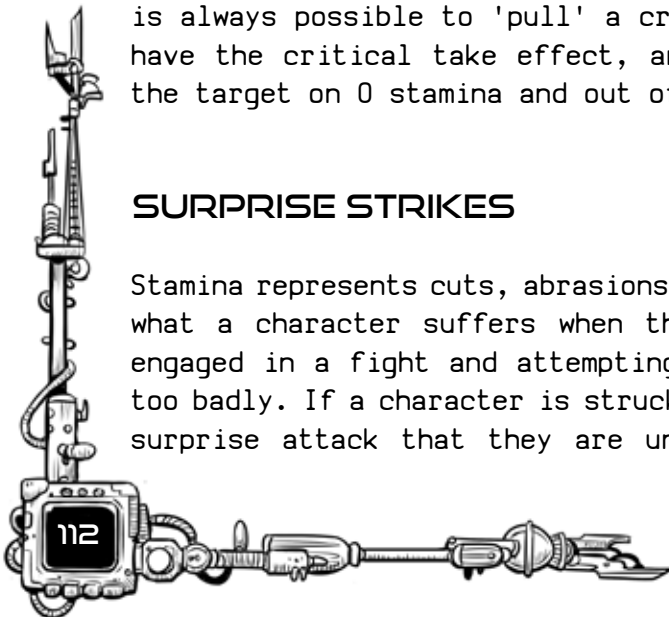 is always possible to 'pull' a cr
have the critical take effect, a
the target on 0 stamina and out o
SURPRISE STRIKES
Stamina represents cuts, abrasions
what a character suffers when th
engaged in a fight and attempting
too badly. If a character is struck
surprise attack that they are un
112